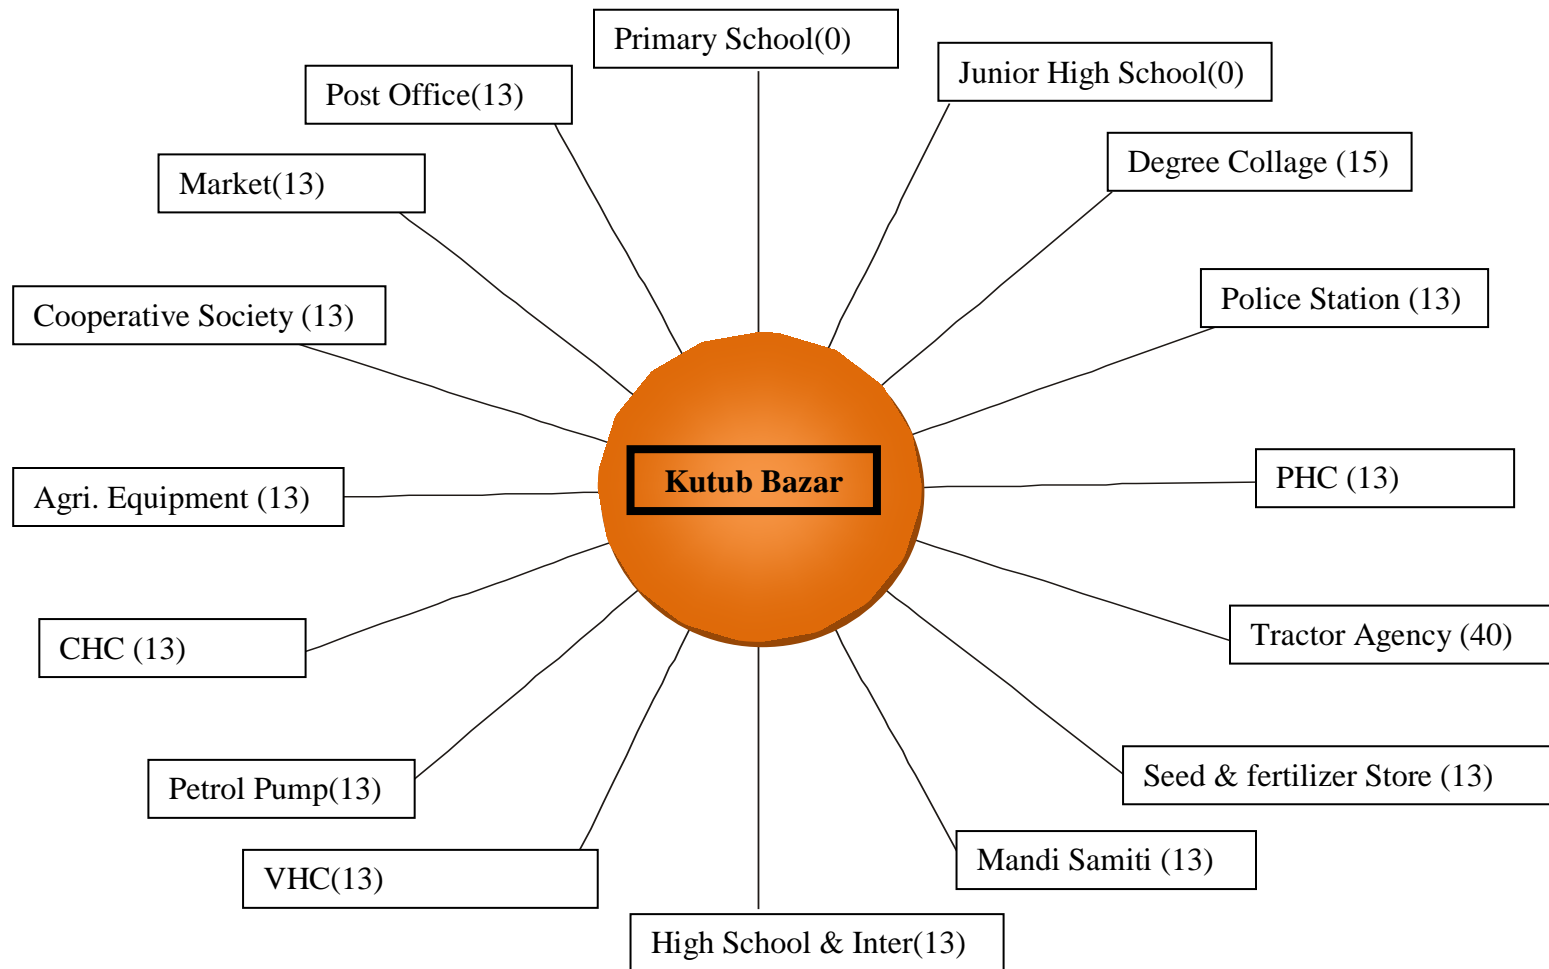 Primary School(0)
Junior High School(0)
Post Office(13)
Degree Collage (15)
Market(13)
Police Station (13)
Cooperative Society (13)
Kutub Bazar
PHC (13)
Agri. Equipment (13)
Tractor Agency (40)
CHC (13)
Seed & fertilizer Store (13)
Petrol Pump(13)
Mandi Samiti (13)
VHC(13)
High School & Inter(13)